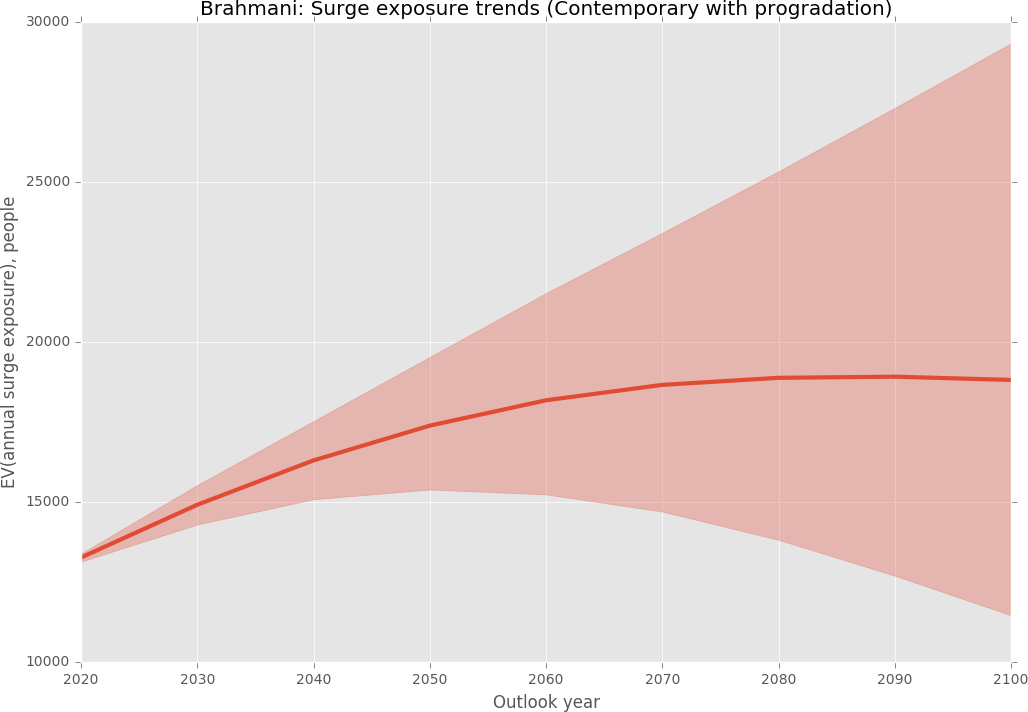 Brahmani: Surge exposure trends (Contemporary with progradation)
EV(annual surge exposure), people
30000
25000
20000
15000
10000
2020 2030 2040 2050 2060 2070 2080 2090 2100
Outlook year